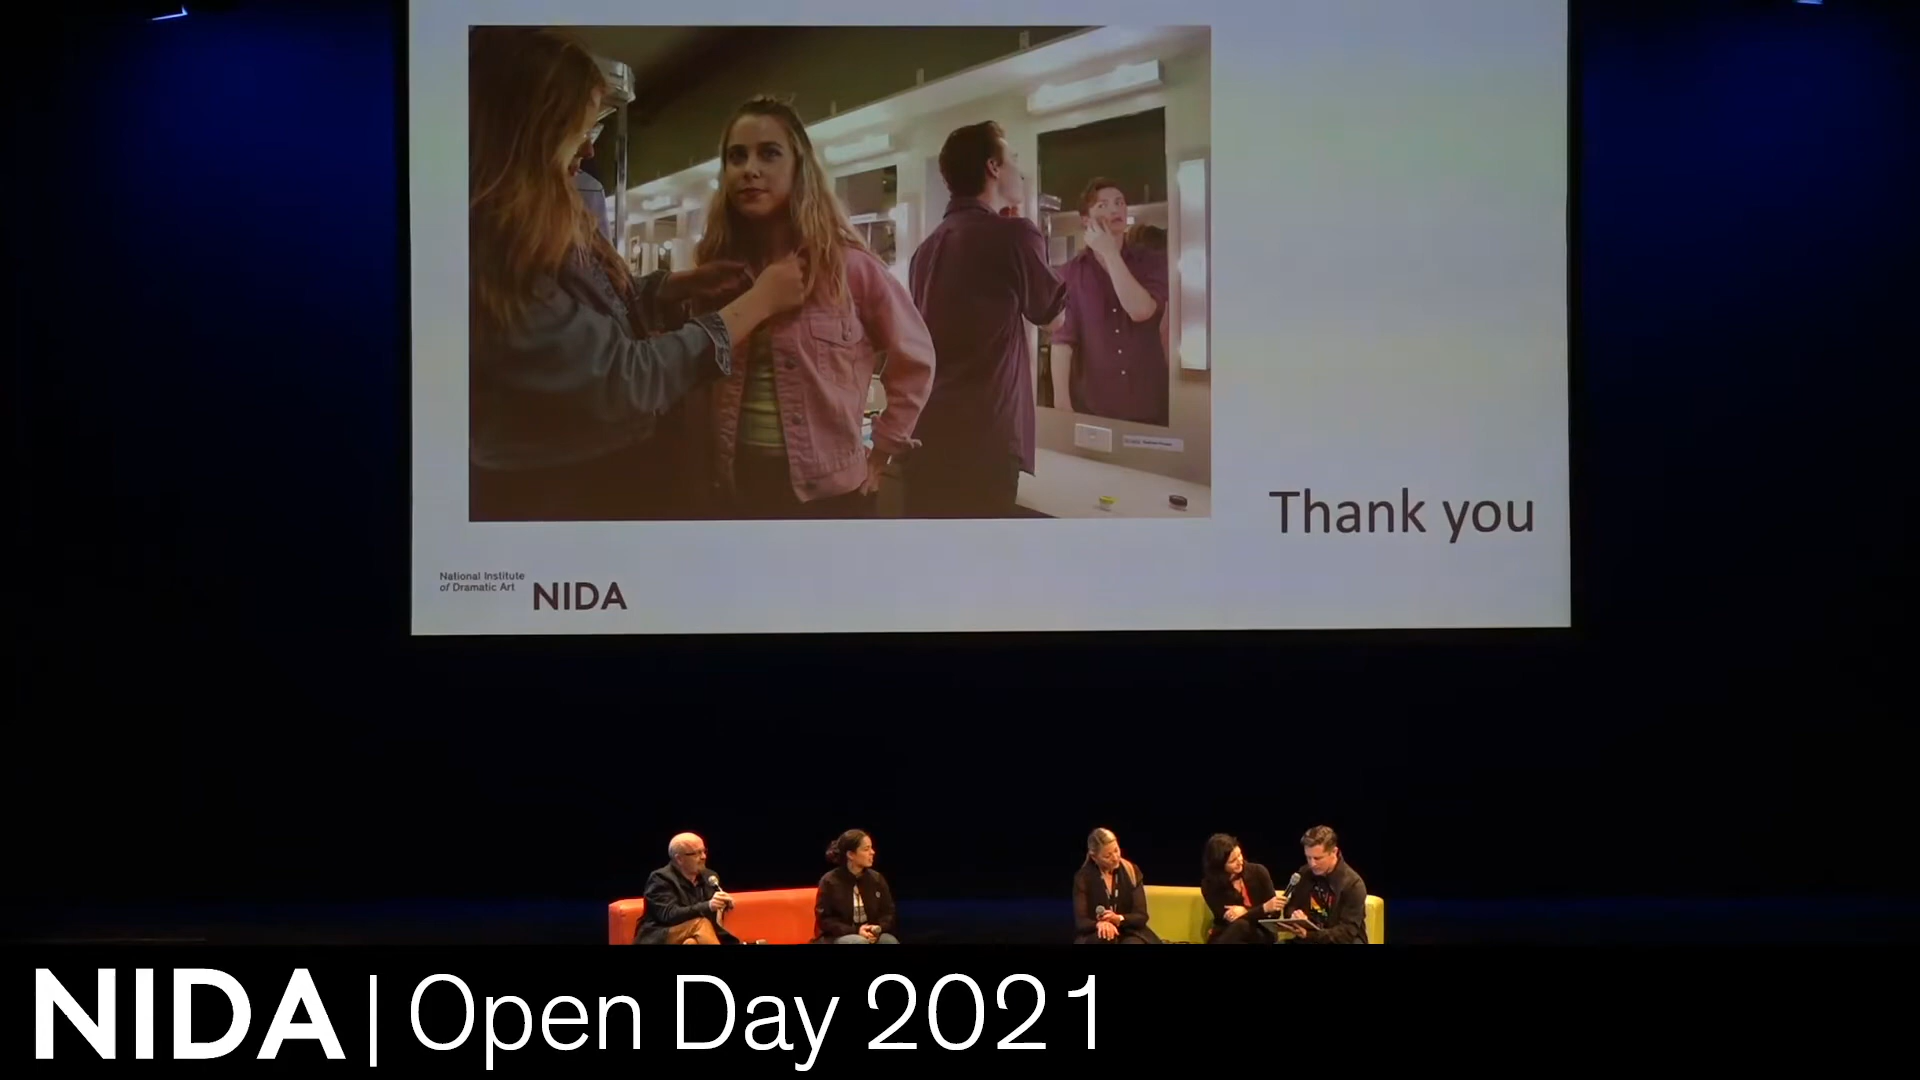 Thank you
National Institute
of Dramatic Art
NIDA
NIDA | Open Day 2021